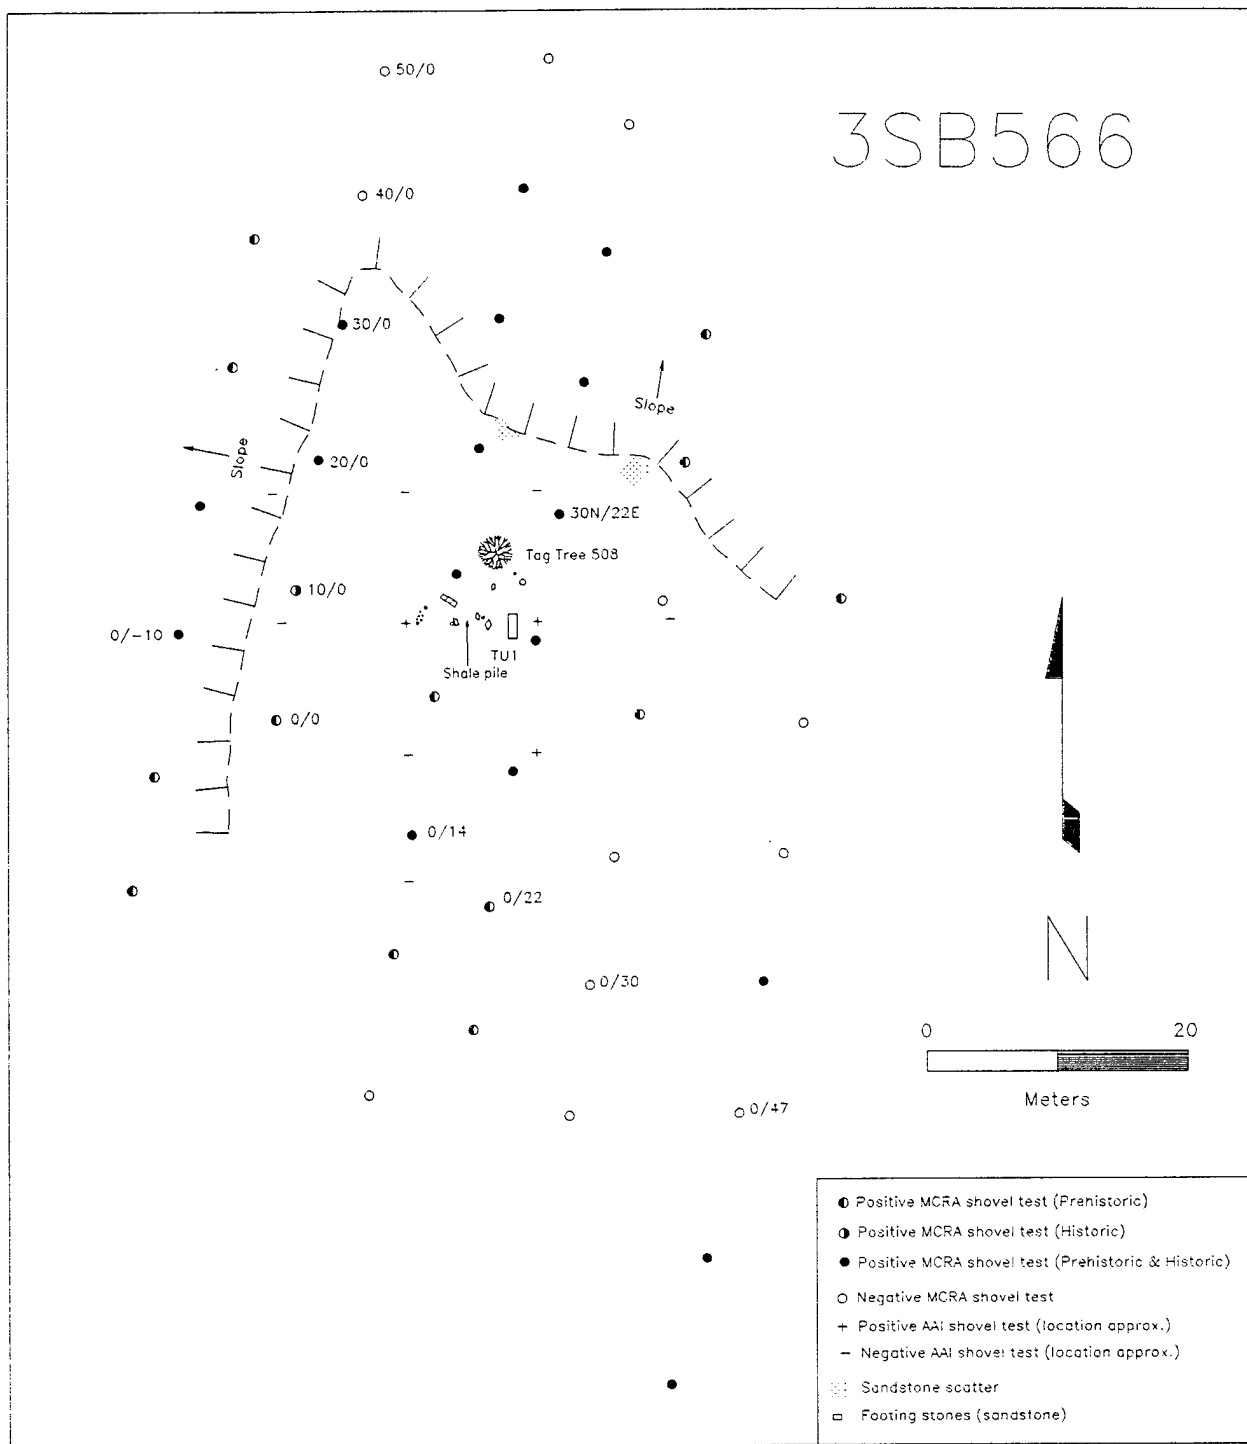 50/0
3SB566
40/0
30/0
Slope
Slope
20/0
30N/22E
Tag Tree 508
10/0
0/-10
TU1
Shale pile
0/0
0/14
0/22
0/30
N
0 20
Meters
0/47
Positive MCRA shovel test (Prehistoric)
Positive MCRA shovel test (Historic)
Positive MCRA shovel test (Prehistoric & Historic)
Negative MCRA shovel test
+ Positive AAI shovel test (location approx.)
- Negative AAI shovel test (location approx.)
Sandstone scatter
Footing stones (sandstone)